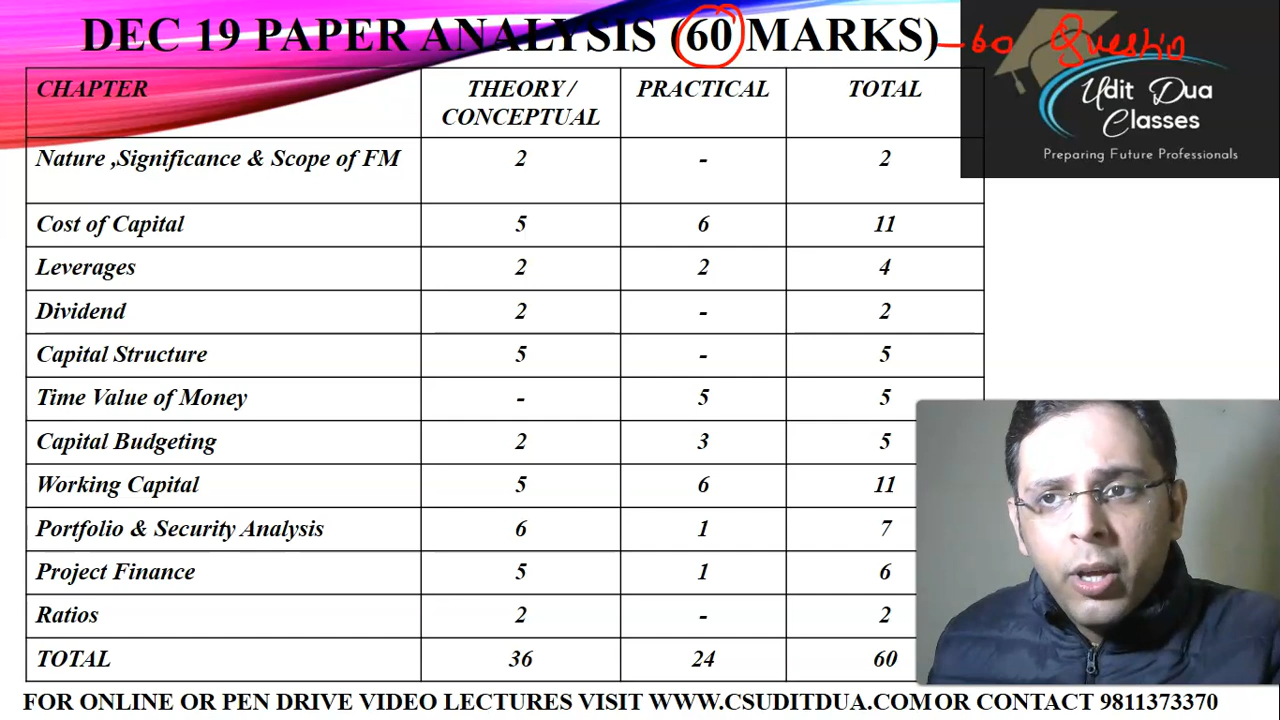 DEC 19 PAPER ANALYSIS (60 MARKS) – 60 Question
Udit Dua
Classes
Preparing Future Professionals
CHAPTER THEORY / CONCEPTUAL PRACTICAL TOTAL
Nature ,Significance & Scope of FM 2 - 2
Cost of Capital 5 6 11
Leverages 2 2 4
Dividend 2 - 2
Capital Structure 5 - 5
Time Value of Money - 5 5
Capital Budgeting 2 3 5
Working Capital 5 6 11
Portfolio & Security Analysis 6 1 7
Project Finance 5 1 6
Ratios 2 - 2
TOTAL 36 24 60
FOR ONLINE OR PEN DRIVE VIDEO LECTURES VISIT WWW.CSUDITDUA.COM OR CONTACT 9811373370